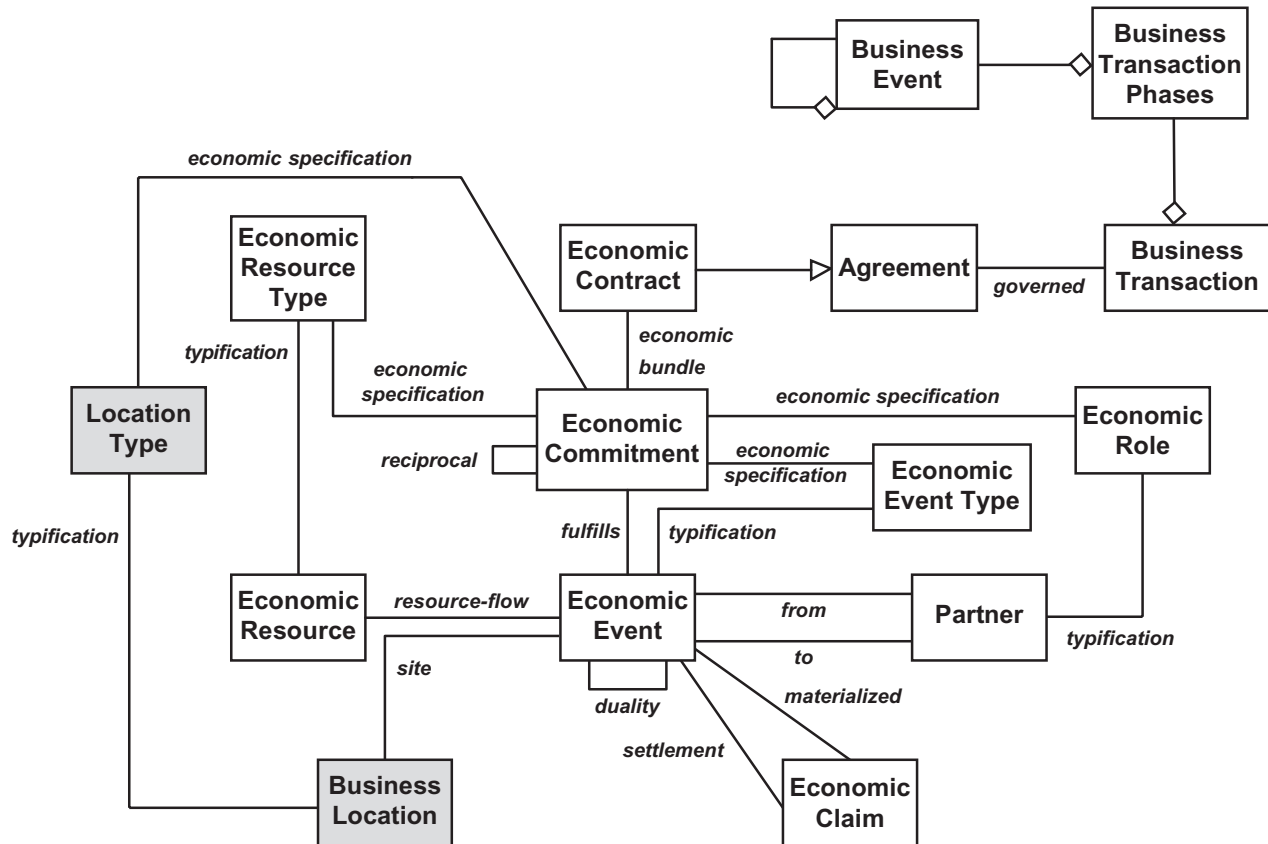 Business
Event
Business
Transaction
Phases
economic specification
Economic
Resource
Type
Economic
Contract
Agreement
governed
Business
Transaction
typification
economic
bundle
economic
specification
Location
Type
Economic
Commitment
reciprocal
economic specification
Economic
Role
economic
specification
Economic
Event Type
typification
fulfills
typification
Economic
Resource
resource-flow
Economic
Event
from
to
Partner
typification
site
duality
materialized
settlement
Business
Location
Economic
Claim